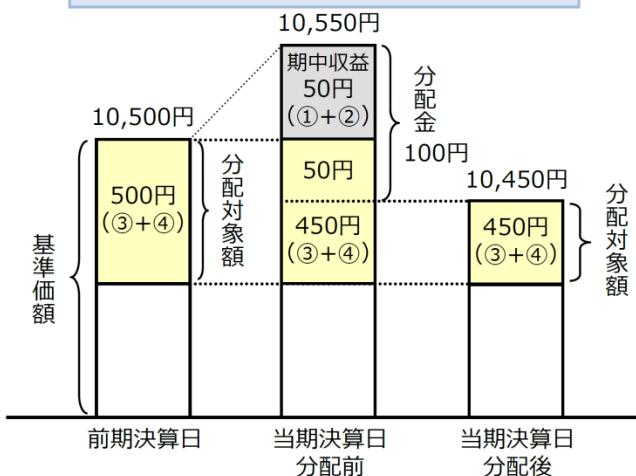 10,550円
期中収益
50円
(①+②)
分配金
100円
10,500円
500円
(③+④)
分配対象額
50円
450円
(③+④)
10,450円
450円
(③+④)
分配対象額
基準価額
前期決算日
当期決算日
分配前
当期決算日
分配後